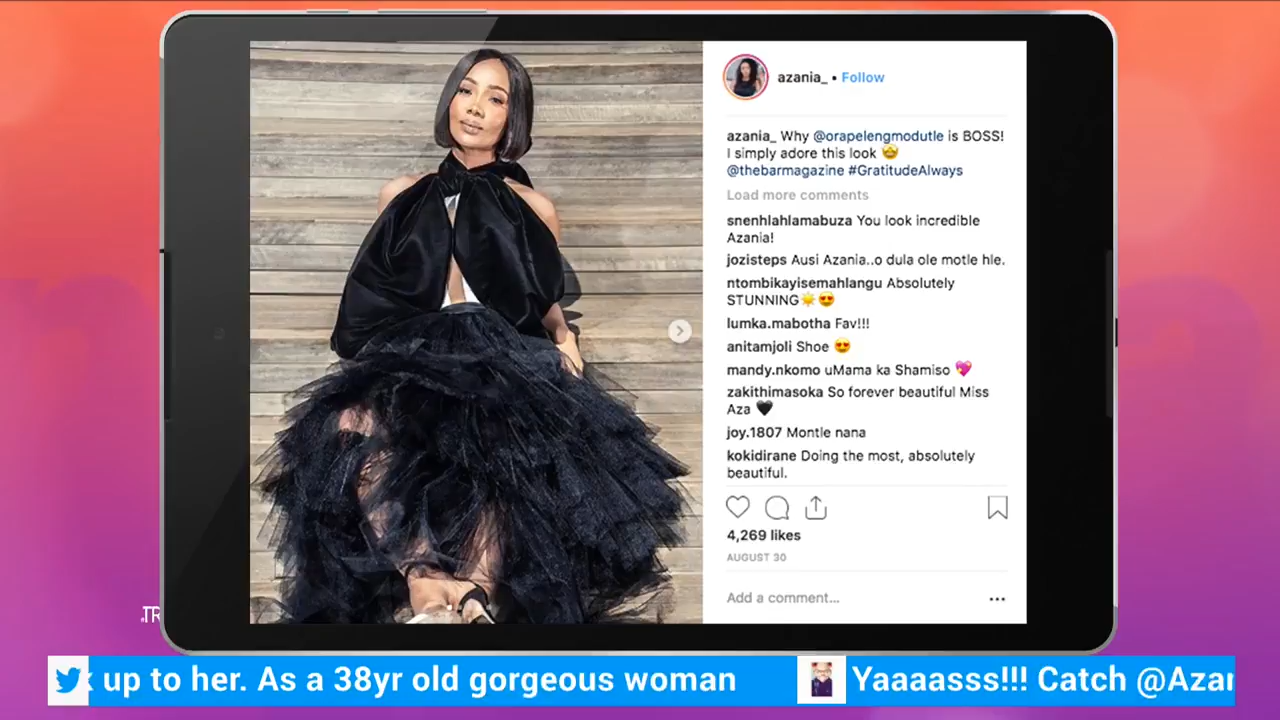 azania_ • Follow
azania_ Why @orapelengmodutle is BOSS!
I simply adore this look 🤩
@thebarmagazine #GratitudeAlways
Load more comments
snenhlahlamabuza You look incredible
Azania!
jozisteps Ausi Azania..o dula ole motle hle.
ntombikayisemahlangu Absolutely
STUNNING☀️😍
lumka.mabotha Fav!!!
anitamjoli Shoe 😍
mandy.nkomo uMama ka Shamiso 💖
zakithimasoka So forever beautiful Miss
Aza 🖤
joy.1807 Montle nana
kokidirane Doing the most, absolutely
beautiful.
4,269 likes
AUGUST 30
Add a comment...
.TR
up to her. As a 38yr old gorgeous woman
Yaaaasss!!! Catch @Azan